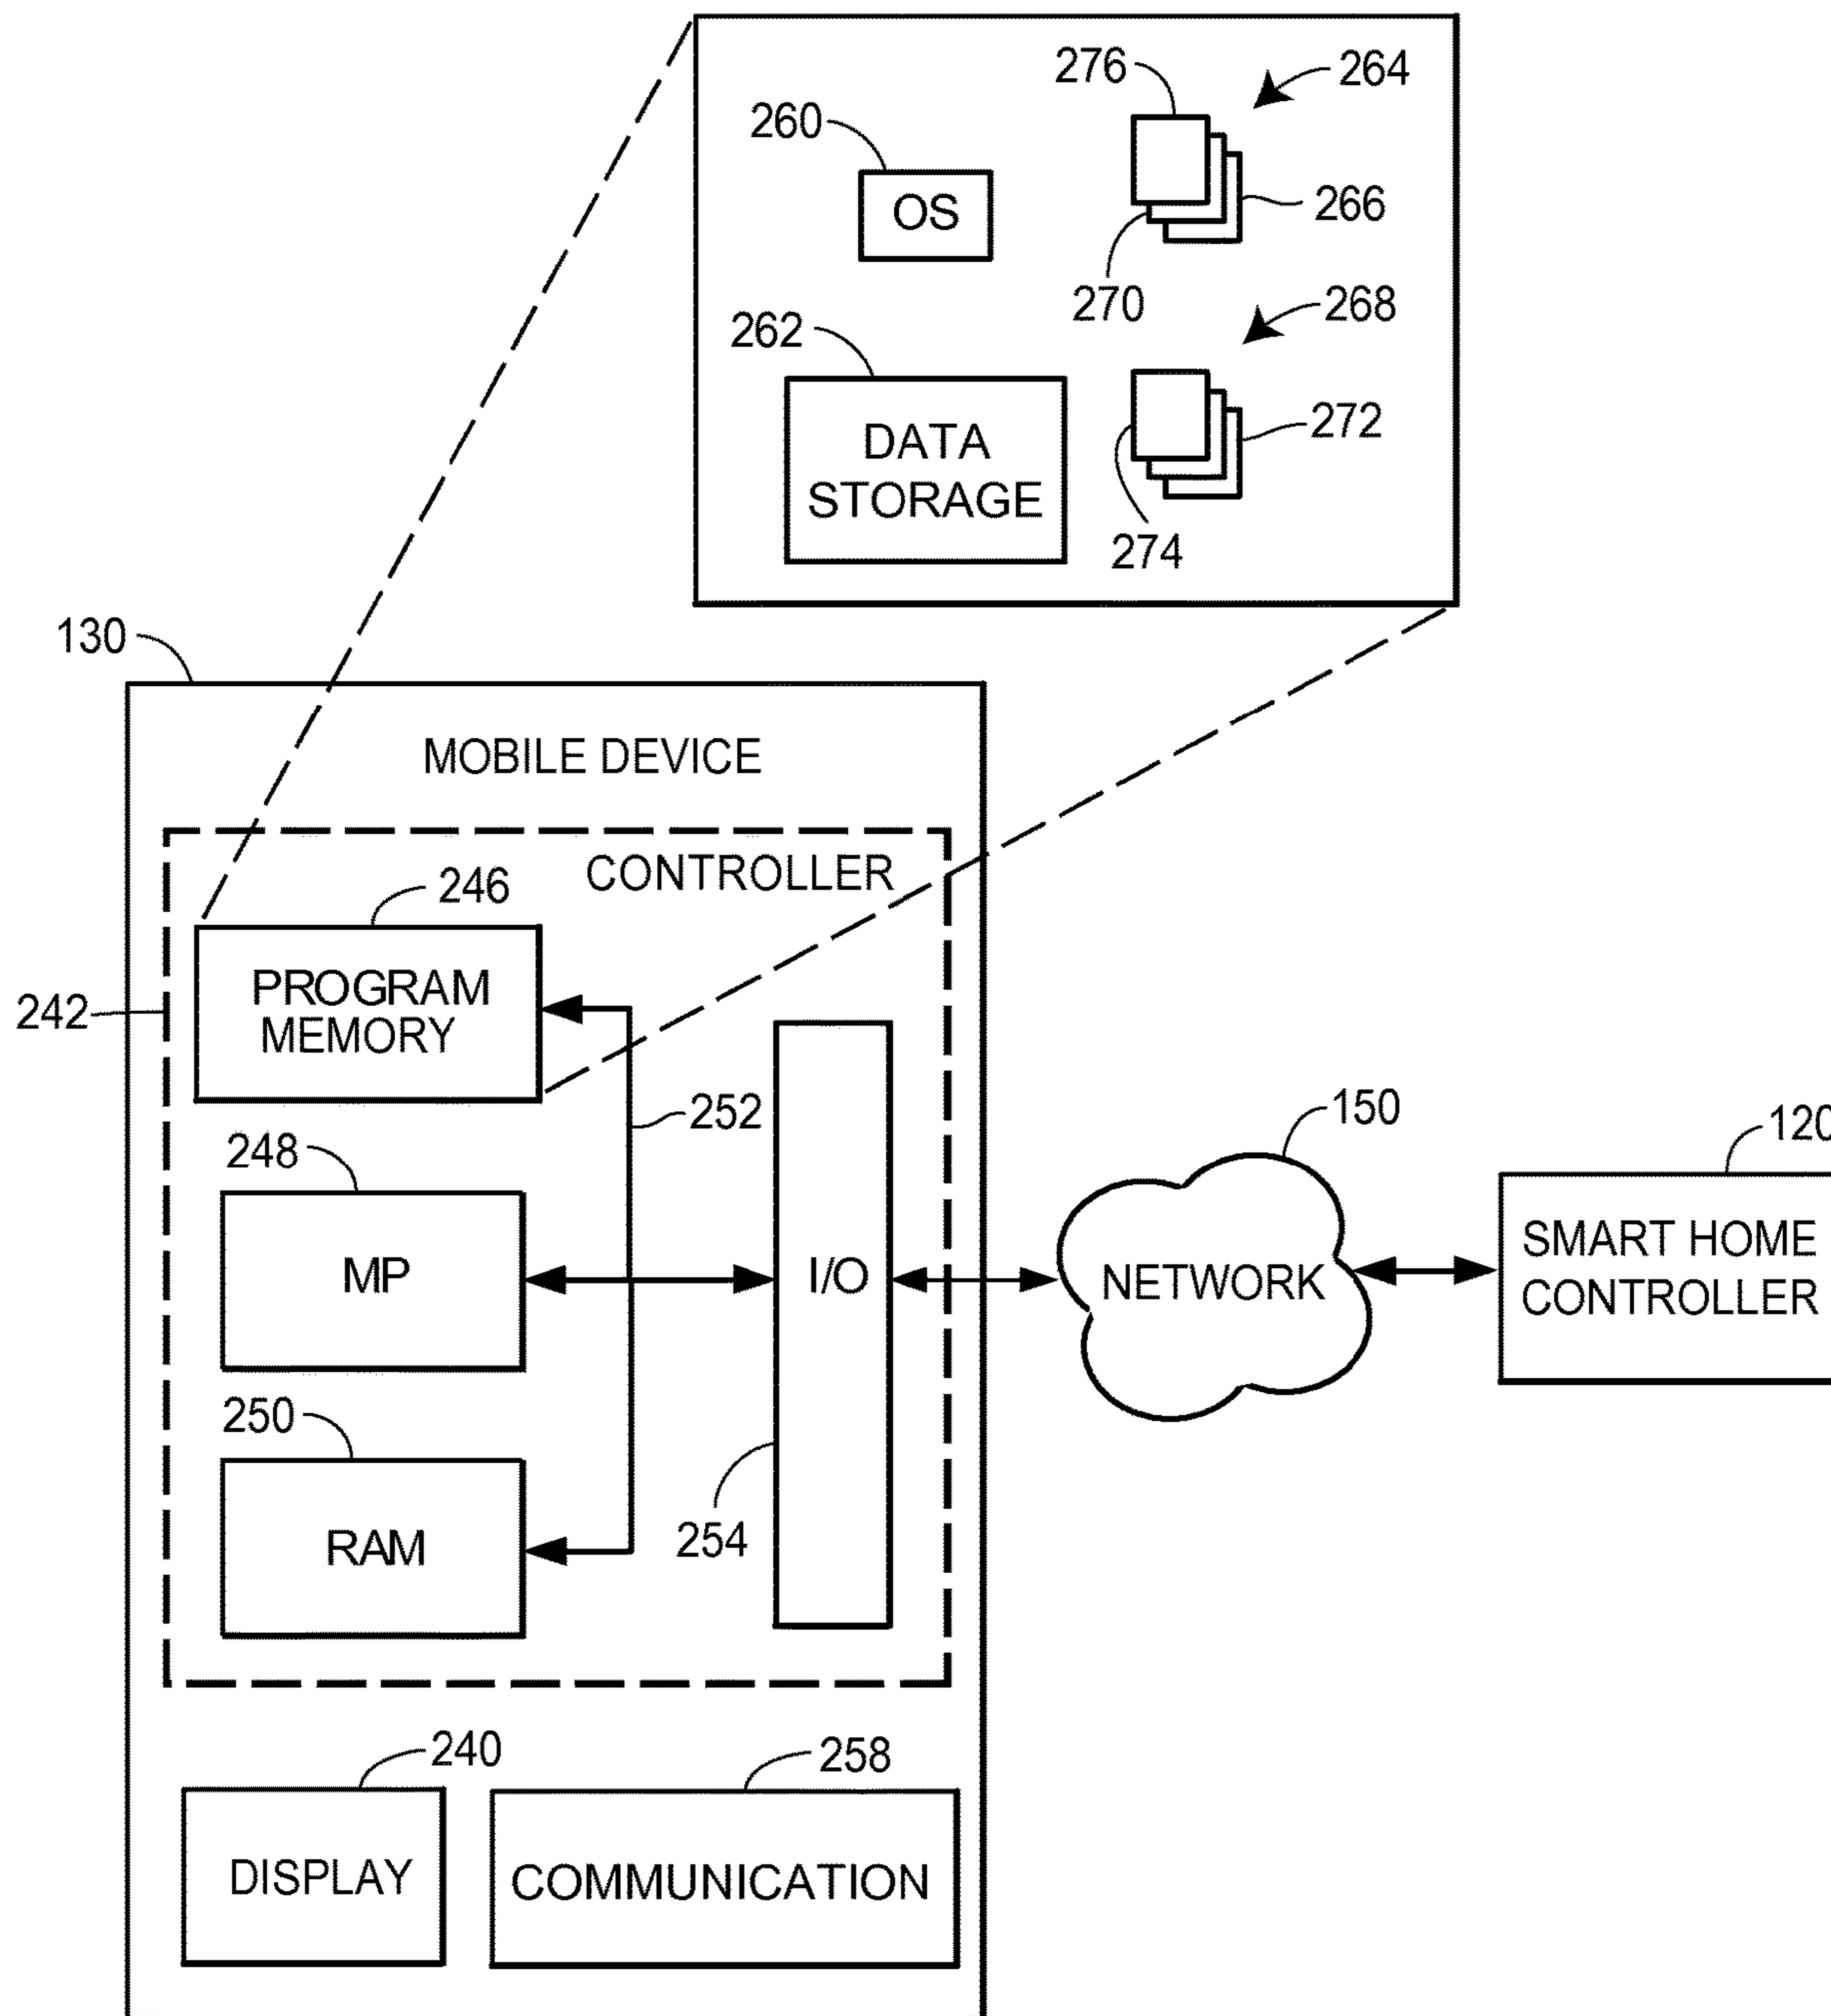 276
264
260
OS
266
270
268
262
DATA
STORAGE
272
274
130
MOBILE DEVICE
CONTROLLER
246
PROGRAM
MEMORY
242
252
248
MP
I/O
250
RAM
254
150
NETWORK
120
SMART HOME
CONTROLLER
240
DISPLAY
258
COMMUNICATION